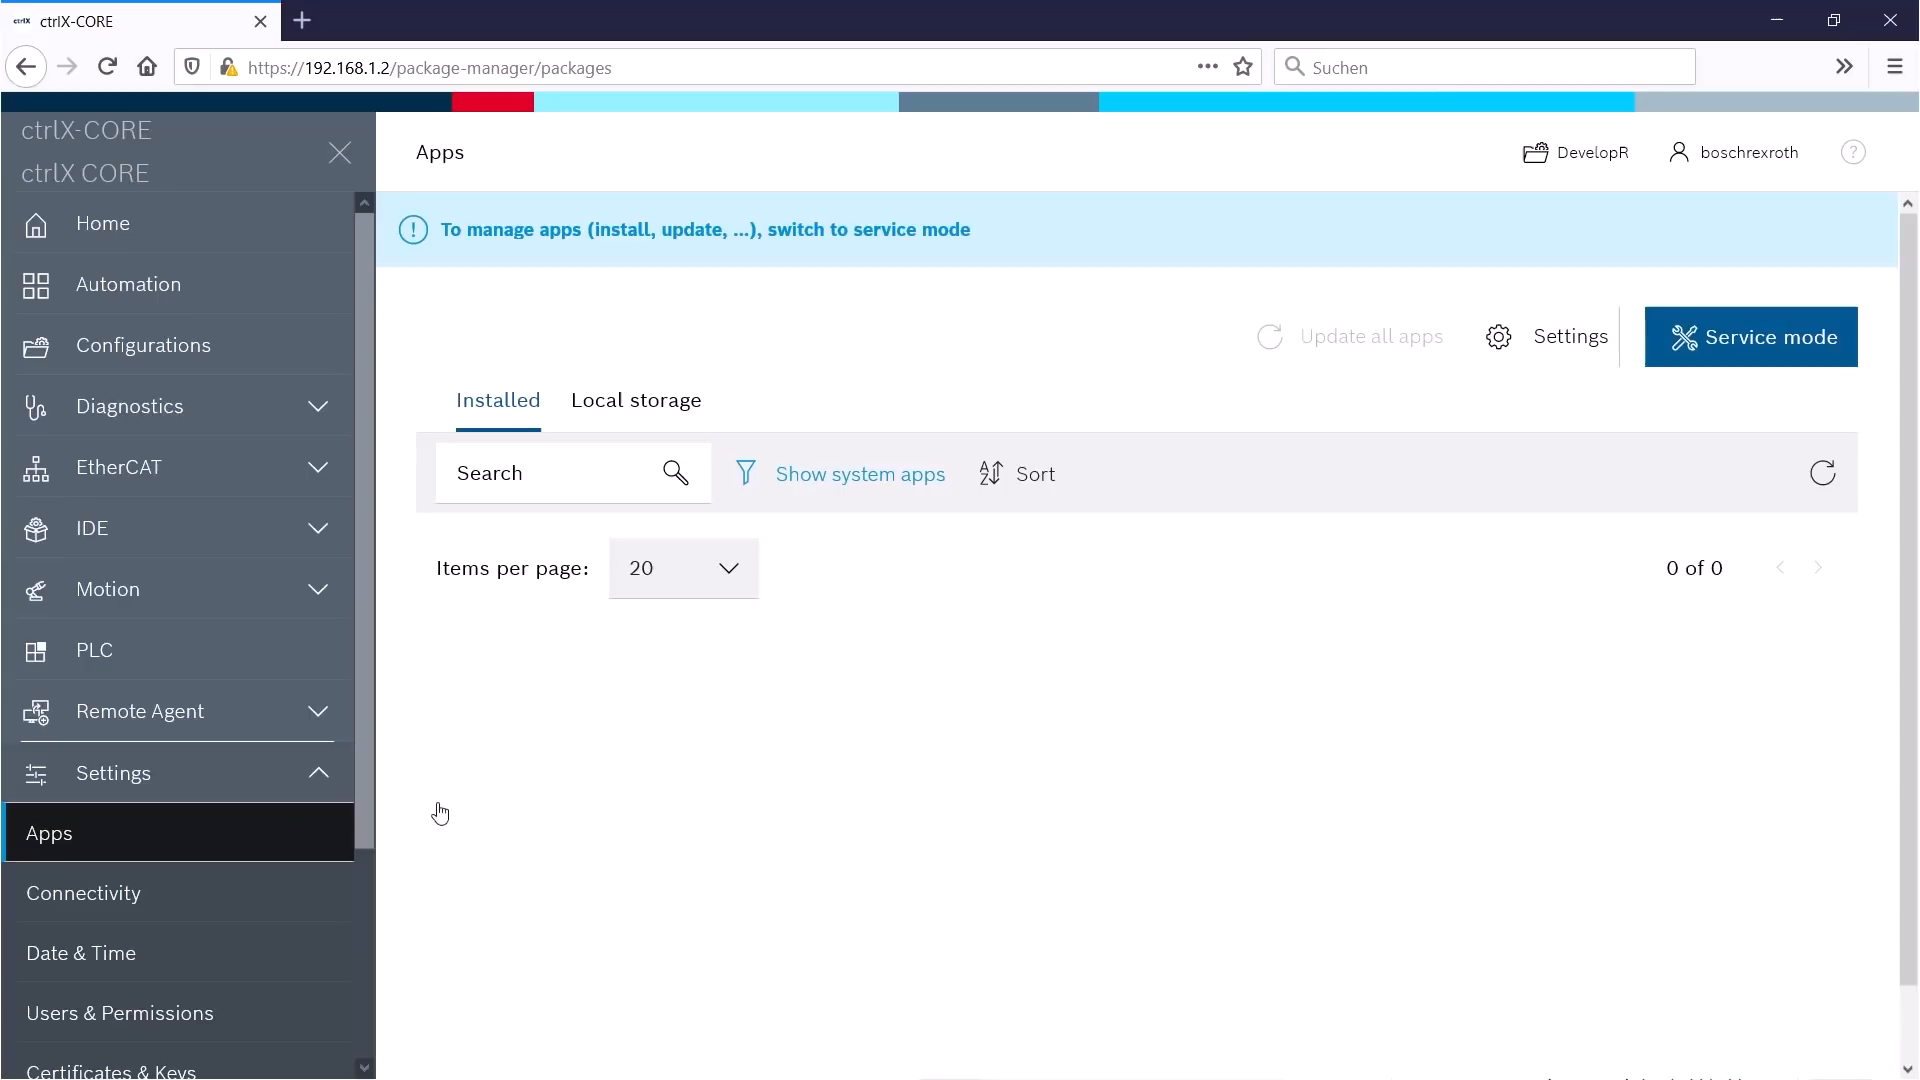 ctrlX ctrlX-CORE
https://192.168.1.2/package-manager/packages
Suchen
ctrlX-CORE
ctrlX CORE
Home
Automation
Configurations
Diagnostics
EtherCAT
IDE
Motion
PLC
Remote Agent
Settings
Apps
Connectivity
Date & Time
Users & Permissions
Certificates & Keys
Apps
DevelopR
boschrexroth
?
! To manage apps (install, update, ...), switch to service mode
Update all apps
Settings
Service mode
Installed
Local storage
Search
Show system apps
Sort
Items per page: 20
0 of 0